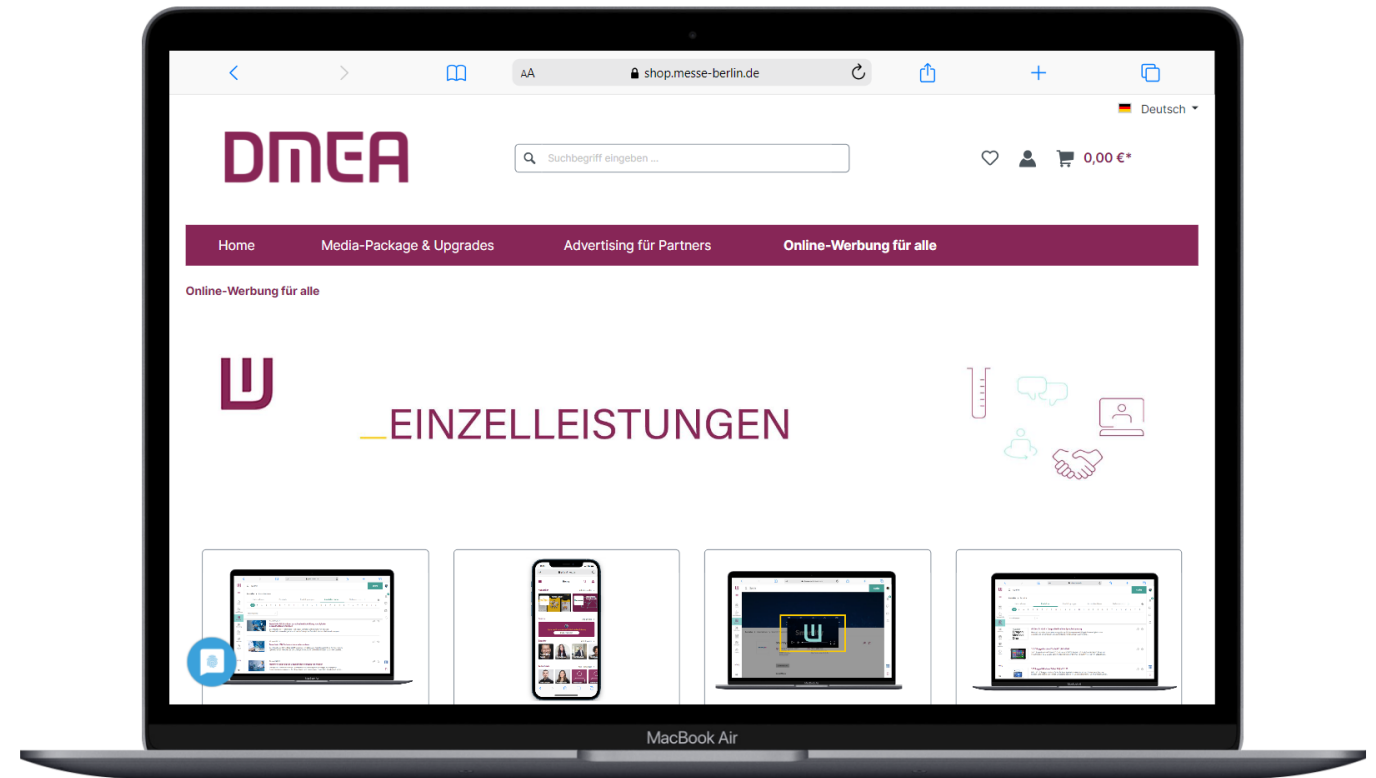 AA
shop.messe-berlin.de
Deutsch
DMEA
Suchbegriff eingeben ...
0,00 €*
Home
Media-Package & Upgrades
Advertising für Partners
Online-Werbung für alle
Online-Werbung für alle
_EINZELLEISTUNGEN
MacBook Air